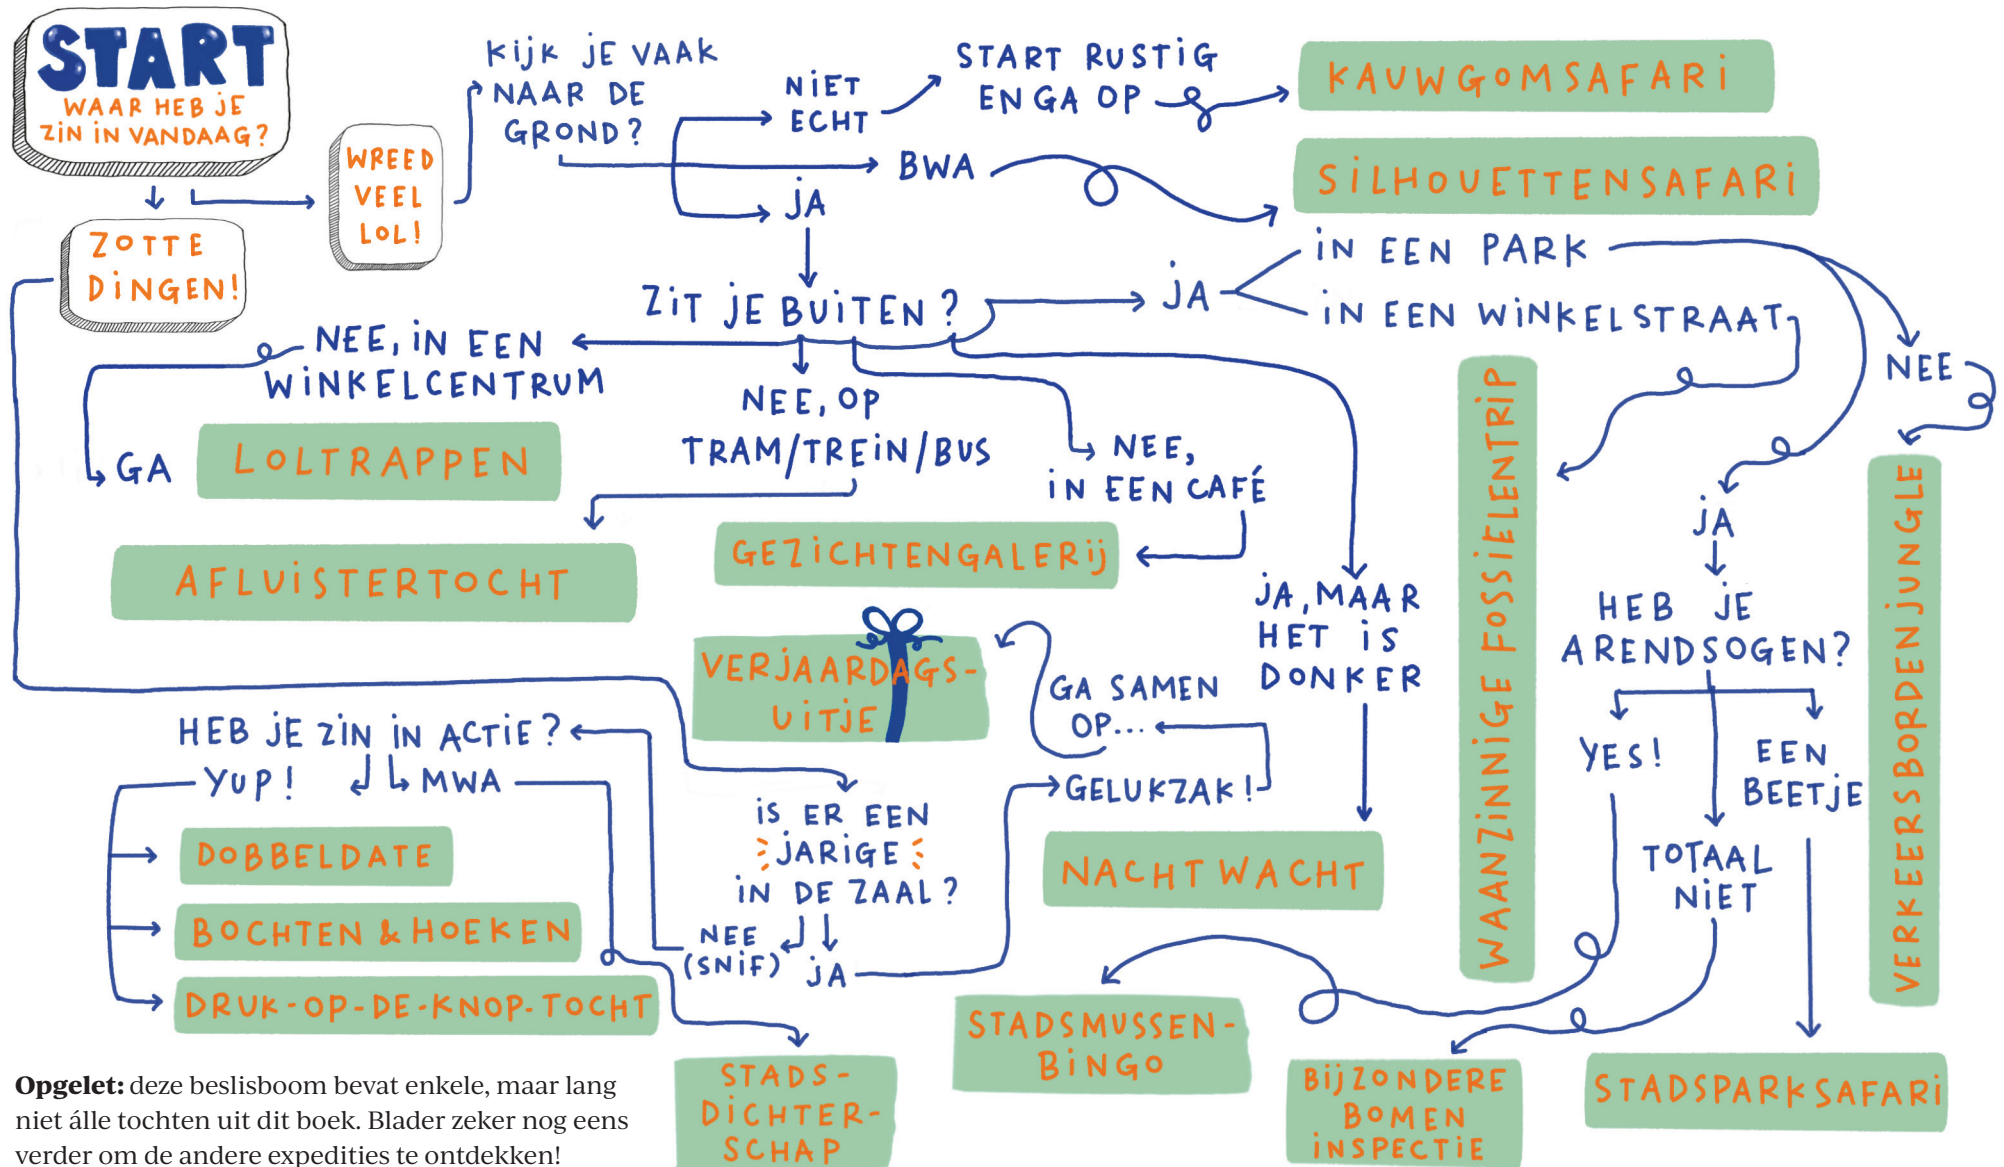 START
WAAR HEB JE
ZIN IN VANDAAG?
WREED
VEEL
LOL!
ZOTTE
DINGEN!
KIJK JE VAAK
NAAR DE
GROND?
NIET
ECHT
START RUSTIG
EN GA OP
KAUWGOMSAFARI
BWA
SILHOUETTENSAFARI
JA
ZIT JE BUITEN?
JA
IN EEN PARK
IN EEN WINKELSTRAAT
NEE, IN EEN
WINKELCENTRUM
GA
LOLTRAPPEN
NEE, OP
TRAM/TREIN/BUS
AFLUISTERTOCHT
NEE,
IN EEN CAFÉ
GEZICHTENGALERIJ
JA, MAAR
HET IS
DONKER
NACHTWACHT
WAANZINNIGE FOSSIELENTRIP
NEE
VERKEERSBORDENJUNGLE
JA
HEB JE
ARENDSOGEN?
YES!
EEN
BEETJE
TOTAAL
NIET
STADSMUSSEN-
BINGO
BIJZONDERE
BOMEN
INSPECTIE
STADSPARKSAFARI
VERJAARDAGS-
UITJE
GA SAMEN
OP...
GELUKZAK!
IS ER EEN
JARIGE
IN DE ZAAL?
NEE
(SNIF)
JA
HEB JE ZIN IN ACTIE?
YUP!
MWA
DOBBELDATE
BOCHTEN & HOEKEN
DRUK-OP-DE-KNOP-TOCHT
STADS-
DICHTER-
SCHAP
Opgelet: deze beslisboom bevat enkele, maar lang
niet álle tochten uit dit boek. Blader zeker nog eens
verder om de andere expedities te ontdekken!